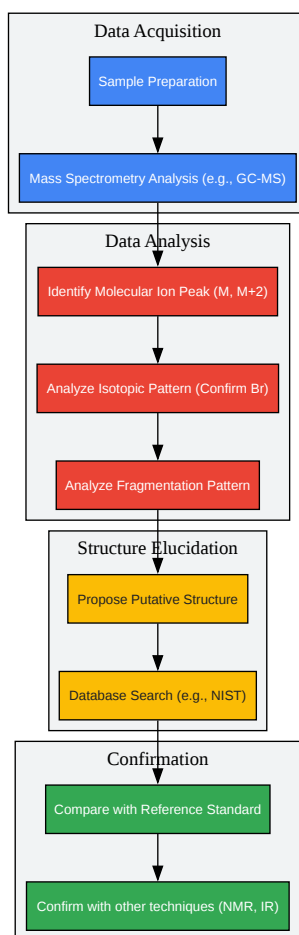 Data Acquisition
Sample Preparation
Mass Spectrometry Analysis (e.g., GC-MS)
Data Analysis
Identify Molecular Ion Peak (M, M+2)
Analyze Isotopic Pattern (Confirm Br)
Analyze Fragmentation Pattern
Structure Elucidation
Propose Putative Structure
Database Search (e.g., NIST)
Confirmation
Compare with Reference Standard
Confirm with other techniques (NMR, IR)